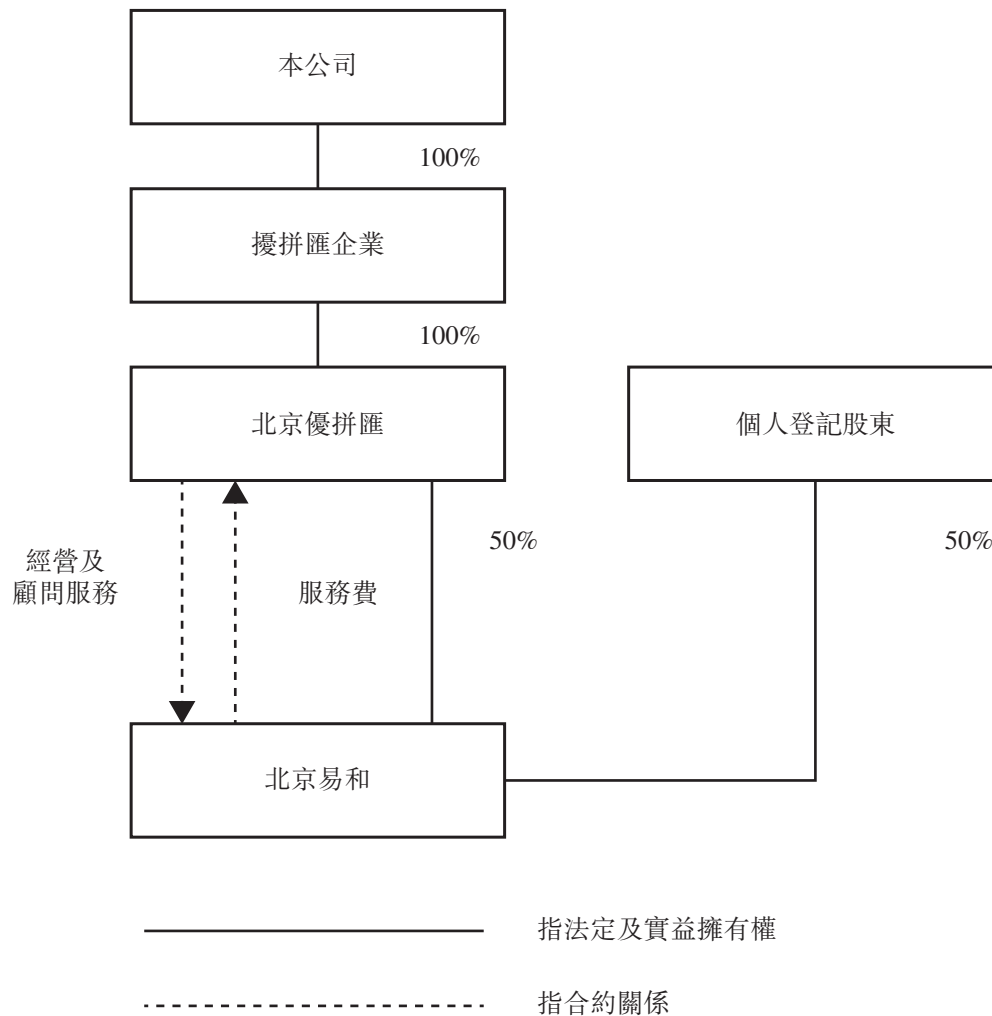 本公司
100%
擾拼匯企業
100%
北京優拼匯
個人登記股東
經營及
顧問服務
服務費
50%
50%
北京易和
指法定及實益擁有權
指合約關係